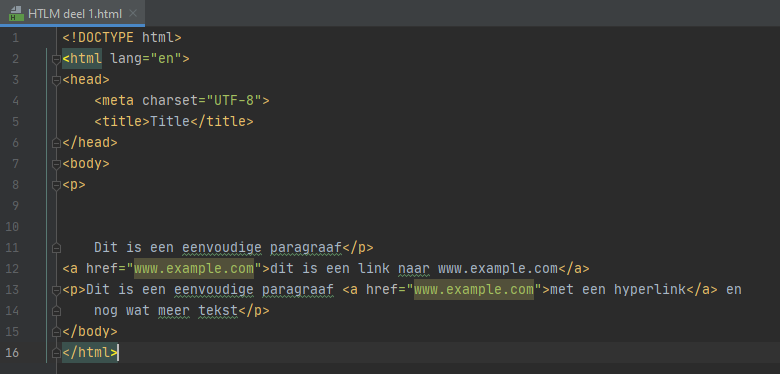 HTLM deel 1.html
1 <!DOCTYPE html>
2 <html lang="en">
3 <head>
4     <meta charset="UTF-8">
5     <title>Title</title>
6 </head>
7 <body>
8 <p>
9
10
11     Dit is een eenvoudige paragraaf</p>
12 <a href="www.example.com">dit is een link naar www.example.com</a>
13 <p>Dit is een eenvoudige paragraaf <a href="www.example.com">met een hyperlink</a> en
14     nog wat meer tekst</p>
15 </body>
16 </html>